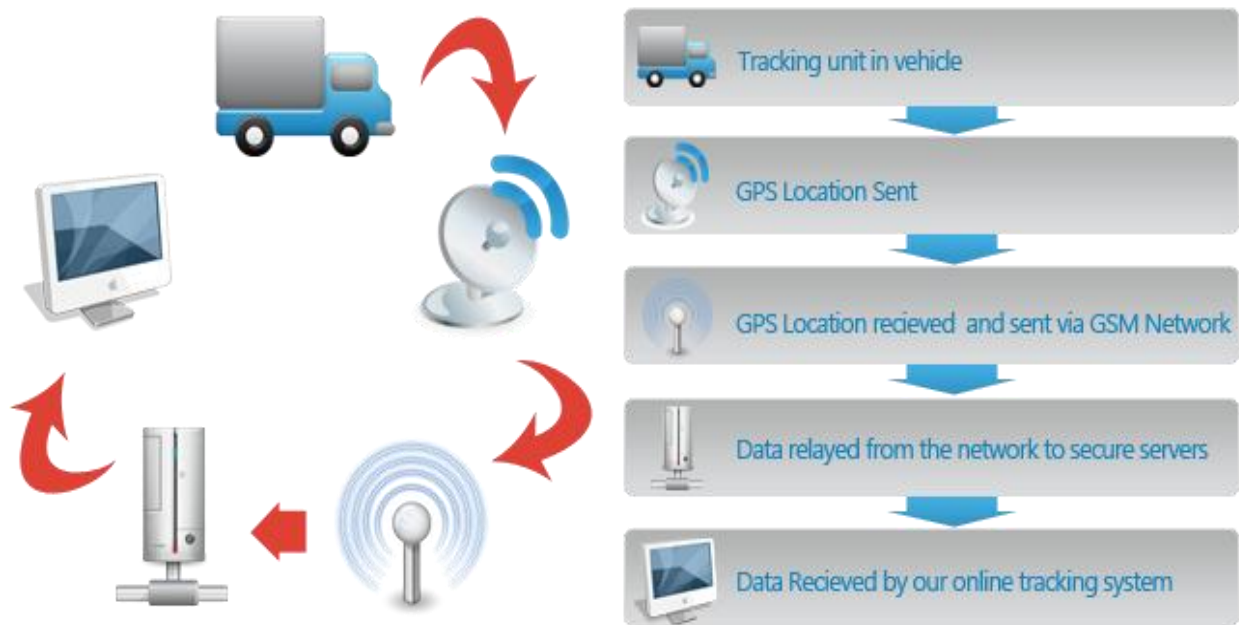 Tracking unit in vehicle
GPS Location Sent
GPS Location recieved and sent via GSM Network
Data relayed from the network to secure servers
Data Recieved by our online tracking system